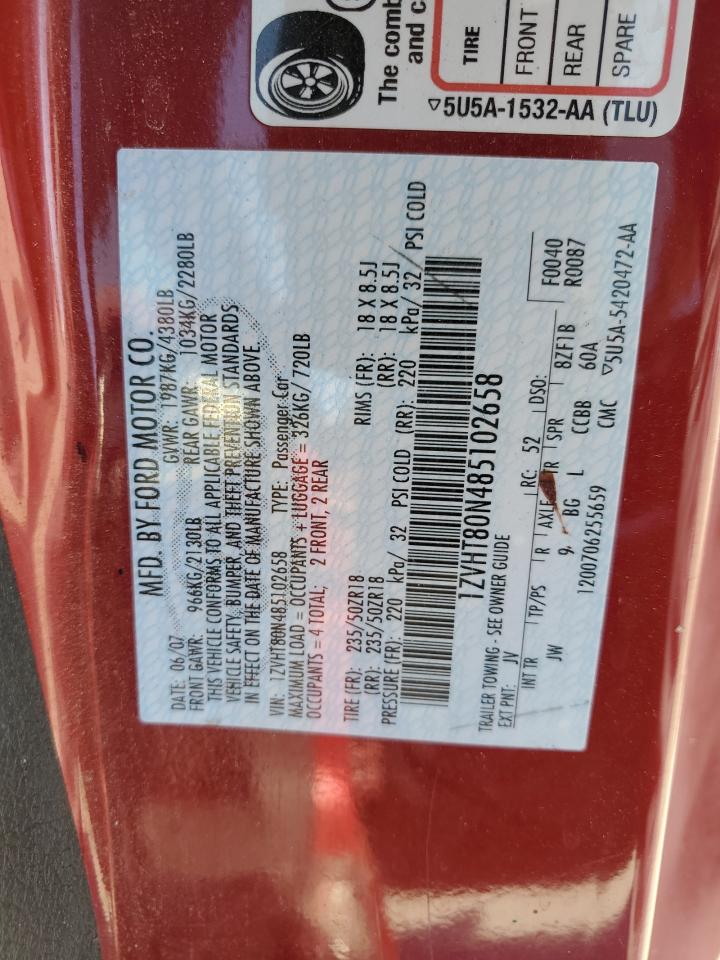 The comb
and c
TIRE
FRONT
REAR
SPARE
▽5U5A-1532-AA (TLU)
MFD. BY FORD MOTOR CO.
DATE: 06/07 GVWR: 1987KG/4380LB
FRONT GAWR: 966KG/2130LB REAR GAWR: 1034KG/2280LB
THIS VEHICLE CONFORMS TO ALL APPLICABLE FEDERAL MOTOR
VEHICLE SAFETY, BUMPER, AND THEFT PREVENTION STANDARDS
IN EFFECT ON THE DATE OF MANUFACTURE SHOWN ABOVE.
VIN: 1ZVHT80N485102658 TYPE: Passenger Car
MAXIMUM LOAD = OCCUPANTS + LUGGAGE = 326KG/720LB
OCCUPANTS = 4 TOTAL; 2 FRONT, 2 REAR
TIRE (FR): 235/50ZR18 RIMS (FR): 18 X 8.5J
(RR): 235/50ZR18 (RR): 18 X 8.5J
PRESSURE (FR): 220 kPa/ 32 PSI COLD (RR): 220 kPa/ 32 PSI COLD
1ZVHT80N485102658
TRAILER TOWING - SEE OWNER GUIDE
EXT PNT: JV RC: 52 DSO: F0040
INT TR TP/PS R AXLE TR SPR R0087
JW 9 BG L CCBB 8ZF1B
60A
1200706255659 CMC ▽5U5A-5420472-AA